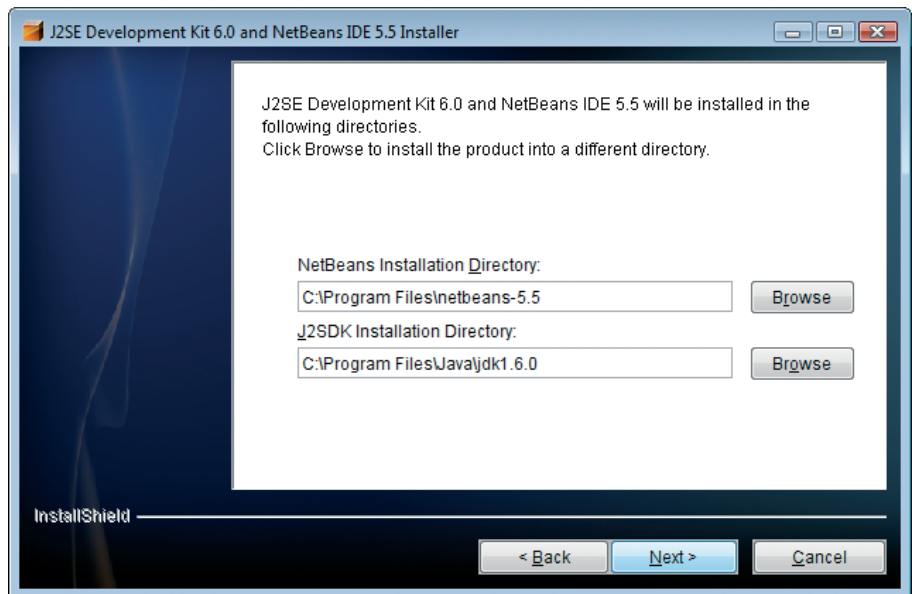 J2SE Development Kit 6.0 and NetBeans IDE 5.5 Installer
J2SE Development Kit 6.0 and NetBeans IDE 5.5 will be installed in the
following directories.
Click Browse to install the product into a different directory.
NetBeans Installation Directory:
C:\Program Files\netbeans-5.5
Browse
J2SDK Installation Directory:
C:\Program Files\Java\jdk1.6.0
Browse
InstallShield
< Back
Next >
Cancel